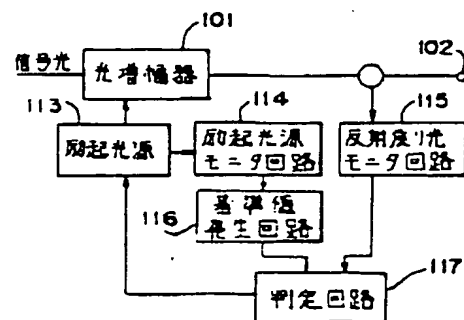 101
信号光
光増幅器
102
113
114
115
励起光源
励起光源
モニタ回路
反射戻り光
モニタ回路
116
基準値
発生回路
117
判定回路